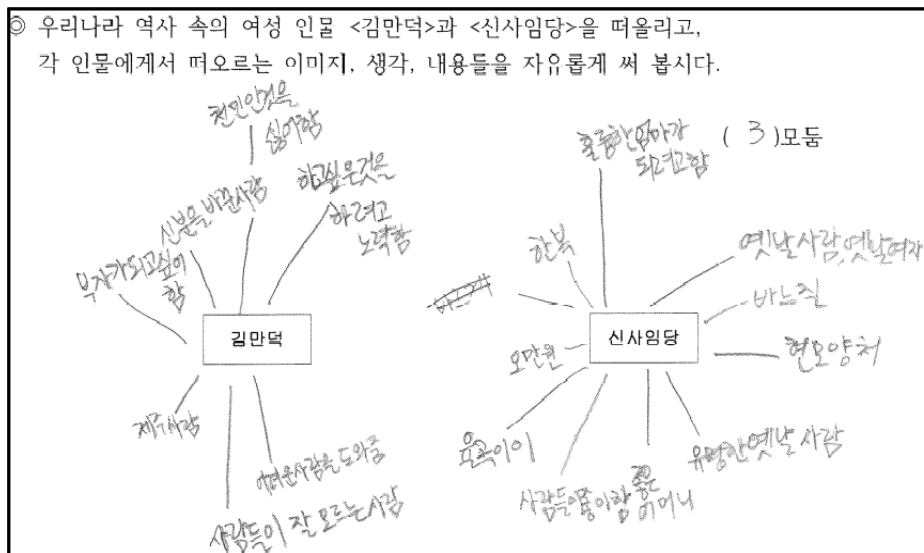 ◎ 우리나라 역사 속의 여성 인물 <김만덕>과 <신사임당>을 떠올리고,
각 인물에게서 떠오르는 이미지, 생각, 내용들을 자유롭게 써 봅시다.
( 3 )모둠
천민인것을
싫어함
신분을 바꾼사람
하고싶은것을
하려고
노력함
부자가되고싶어
함
김만덕
제주사람
어려운사람을 도와줌
사람들이 잘 모르는 사람
훌륭한엄마가
되려고함
한복
옛날사람, 옛날여자
바느질
오만원
신사임당
현모양처
율곡이이
사람들이 좋아함
좋은
어머니
유명한 옛날 사람